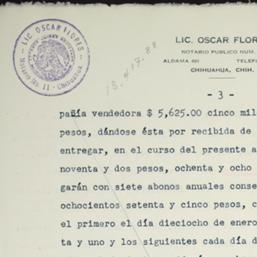 LIC. OSCAR FLORES
LIC. OSCAR FLOR
NOTARIO PUBLICO NUM.
ALDAMA 491 TELEF
CHIHUAHUA, CHIH.
- 3 -
pañía vendedora $ 5,625.00 cinco mil
pesos, dándose ésta por recibida de
entregar, en el curso del presente a
noventa y dos pesos, ochenta y ocho
garán con siete abonos anuales conse
ochocientos setenta y cinco pesos, c
el primero el día dieciocho de enero
ta y uno y los siguientes cada día d